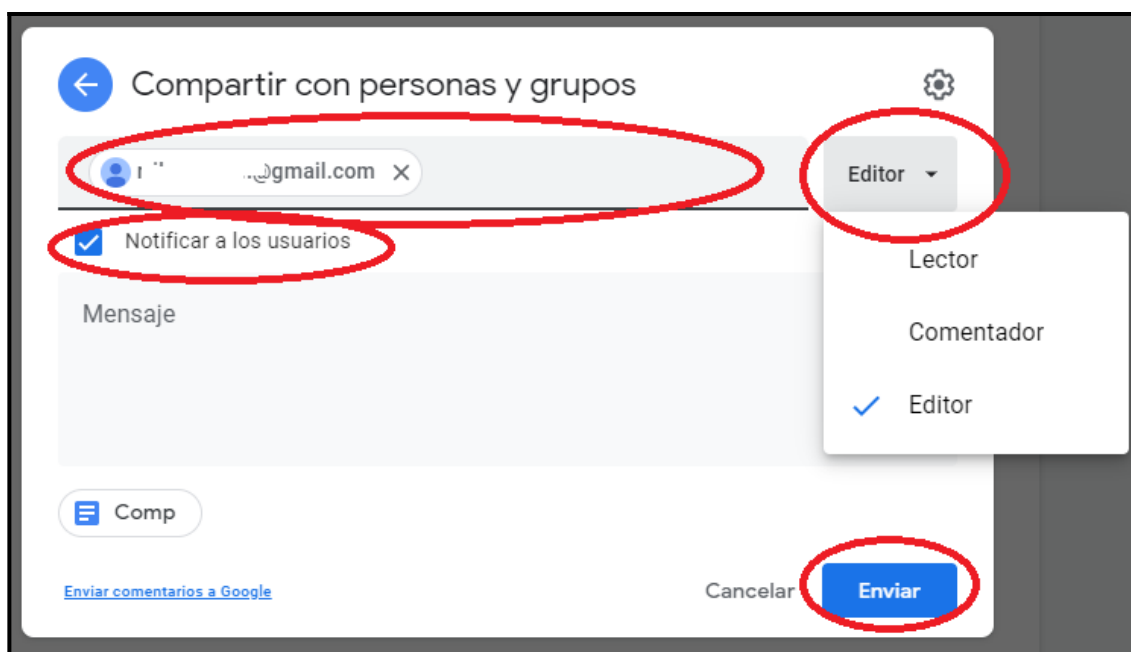 Compartir con personas y grupos
@gmail.com
Editor
Notificar a los usuarios
Lector
Mensaje
Comentador
Editor
Comp
Enviar comentarios a Google
Cancelar
Enviar